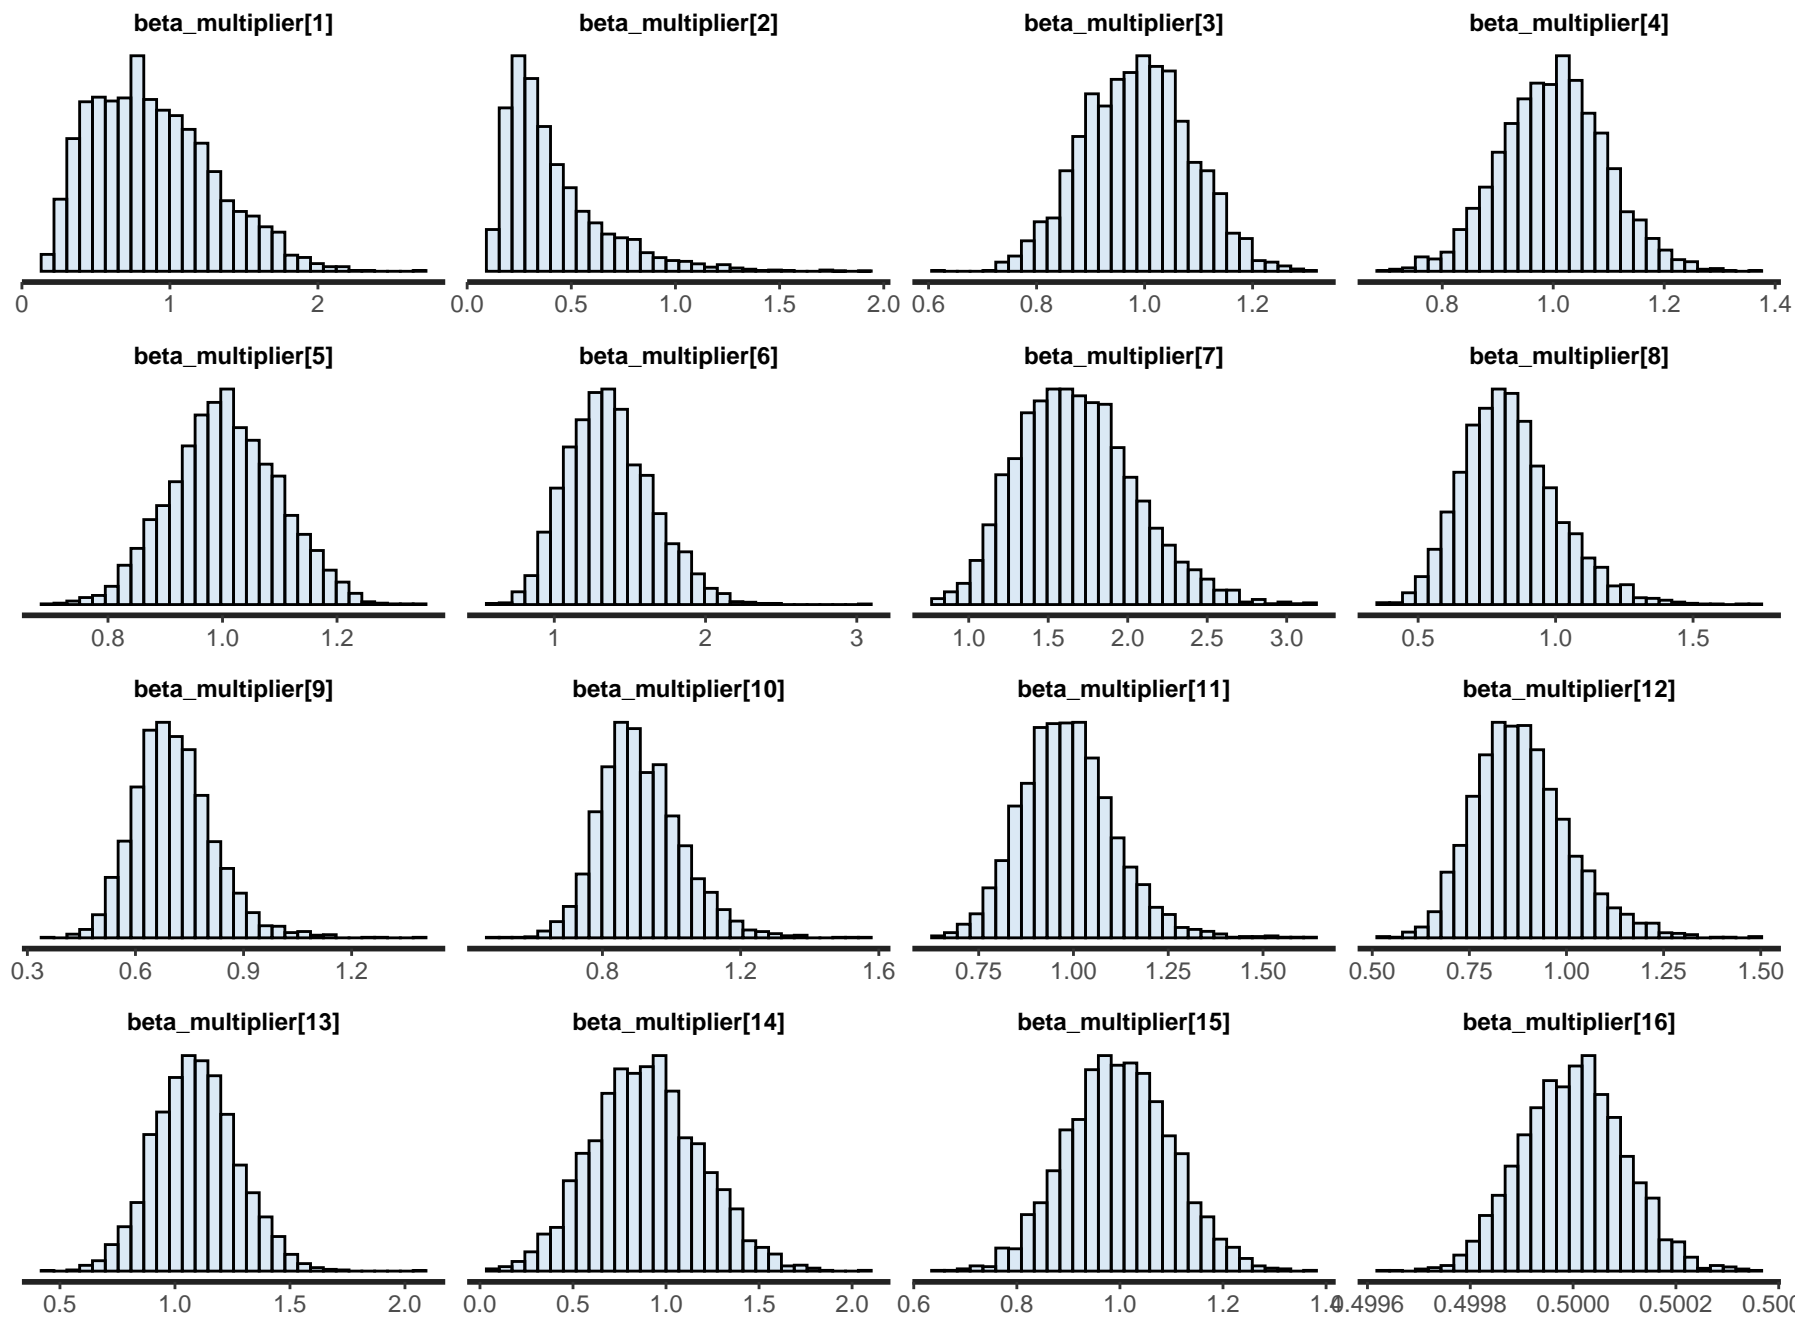 beta_multiplier[1] beta_multiplier[2] beta_multiplier[3] beta_multiplier[4]
0 1 2 0.0 0.5 1.0 1.5 2.0 0.6 0.8 1.0 1.2 0.8 1.0 1.2 1.4
beta_multiplier[5] beta_multiplier[6] beta_multiplier[7] beta_multiplier[8]
0.8 1.0 1.2 1 2 3 1.0 1.5 2.0 2.5 3.0 0.5 1.0 1.5
beta_multiplier[9] beta_multiplier[10] beta_multiplier[11] beta_multiplier[12]
0.3 0.6 0.9 1.2 0.8 1.2 1.6 0.75 1.00 1.25 1.50 0.50 0.75 1.00 1.25 1.50
beta_multiplier[13] beta_multiplier[14] beta_multiplier[15] beta_multiplier[16]
0.5 1.0 1.5 2.0 0.0 0.5 1.0 1.5 2.0 0.6 0.8 1.0 1.2 1.4 0.4996 0.4998 0.5000 0.5002